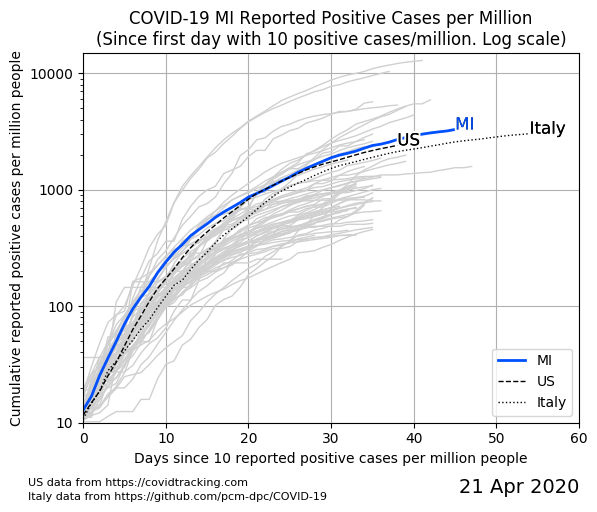 COVID-19 MI Reported Positive Cases per Million
(Since first day with 10 positive cases/million. Log scale)
Cumulative reported positive cases per million people
10000
1000
100
10
MI
US
Italy
MI
US
Italy
0 10 20 30 40 50 60
Days since 10 reported positive cases per million people
US data from https://covidtracking.com
Italy data from https://github.com/pcm-dpc/COVID-19
21 Apr 2020